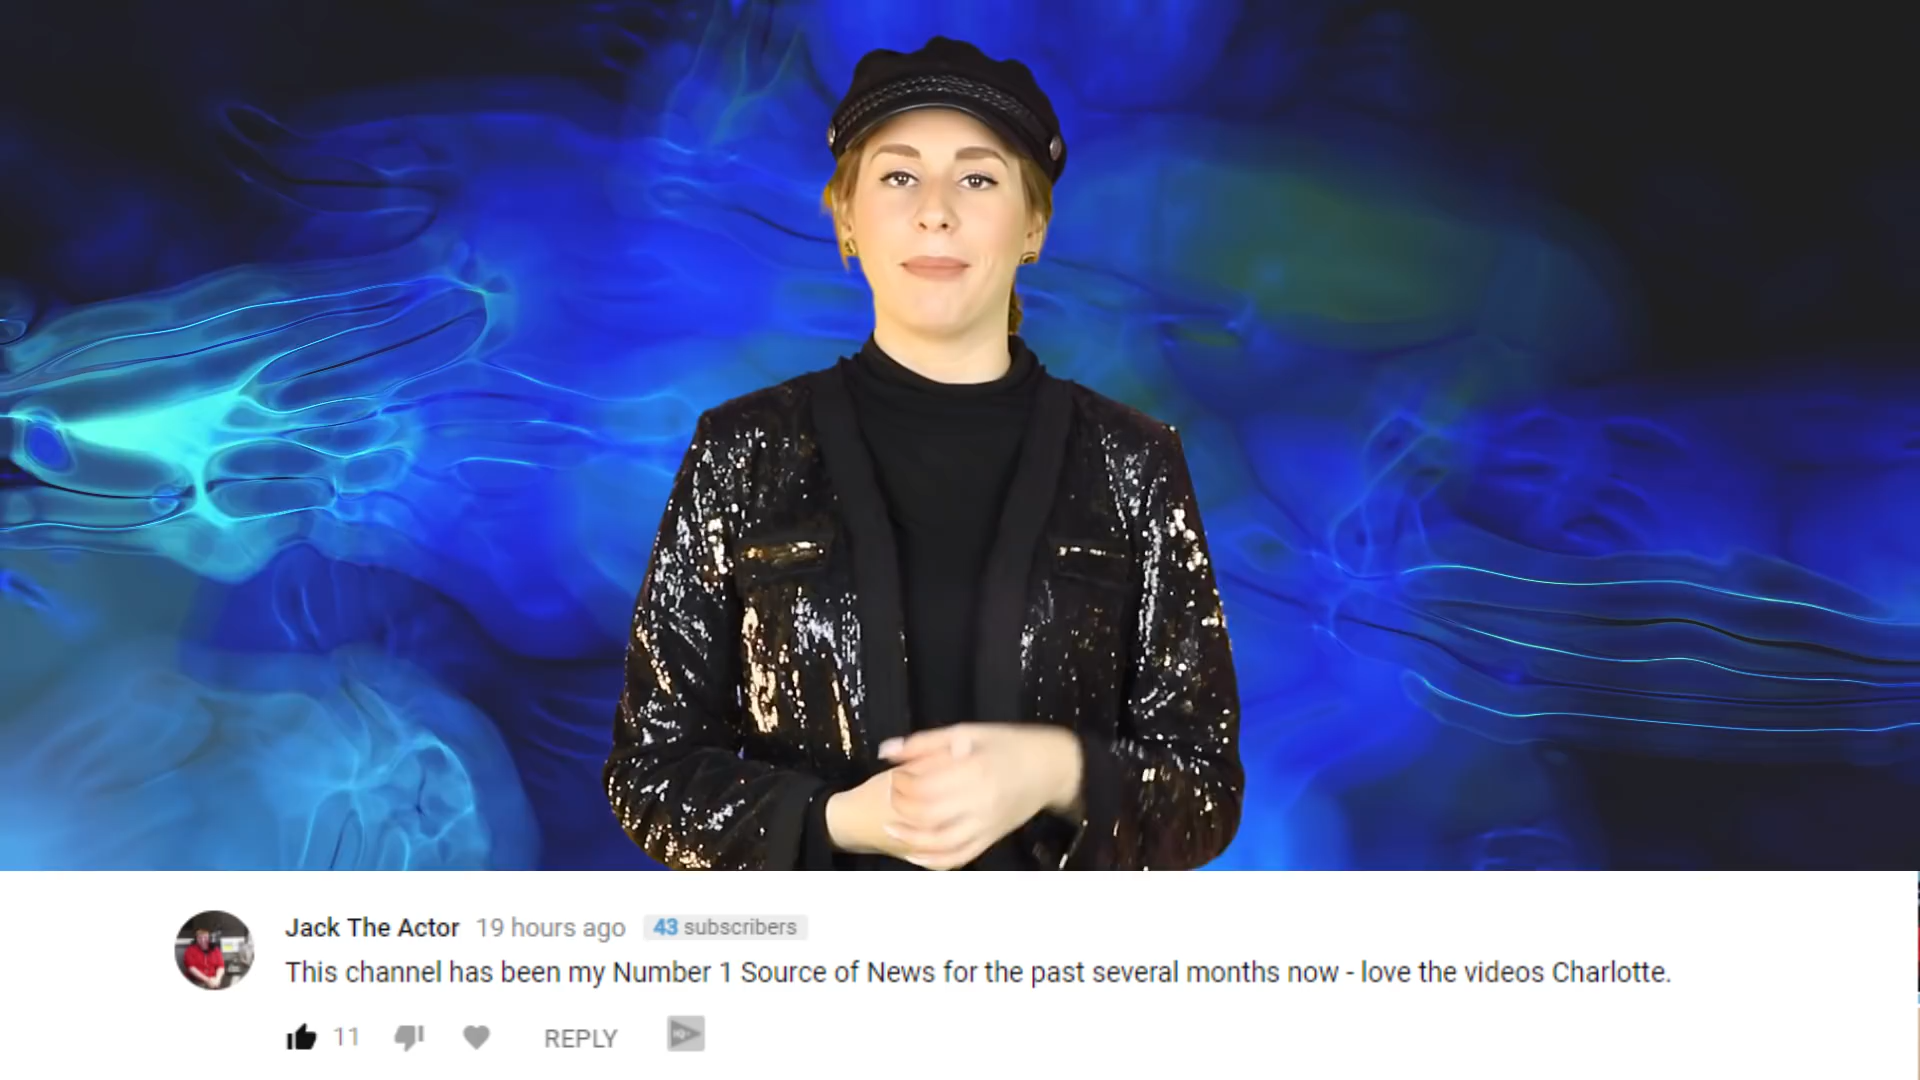 Jack The Actor 19 hours ago 43 subscribers
This channel has been my Number 1 Source of News for the past several months now - love the videos Charlotte.
11 REPLY